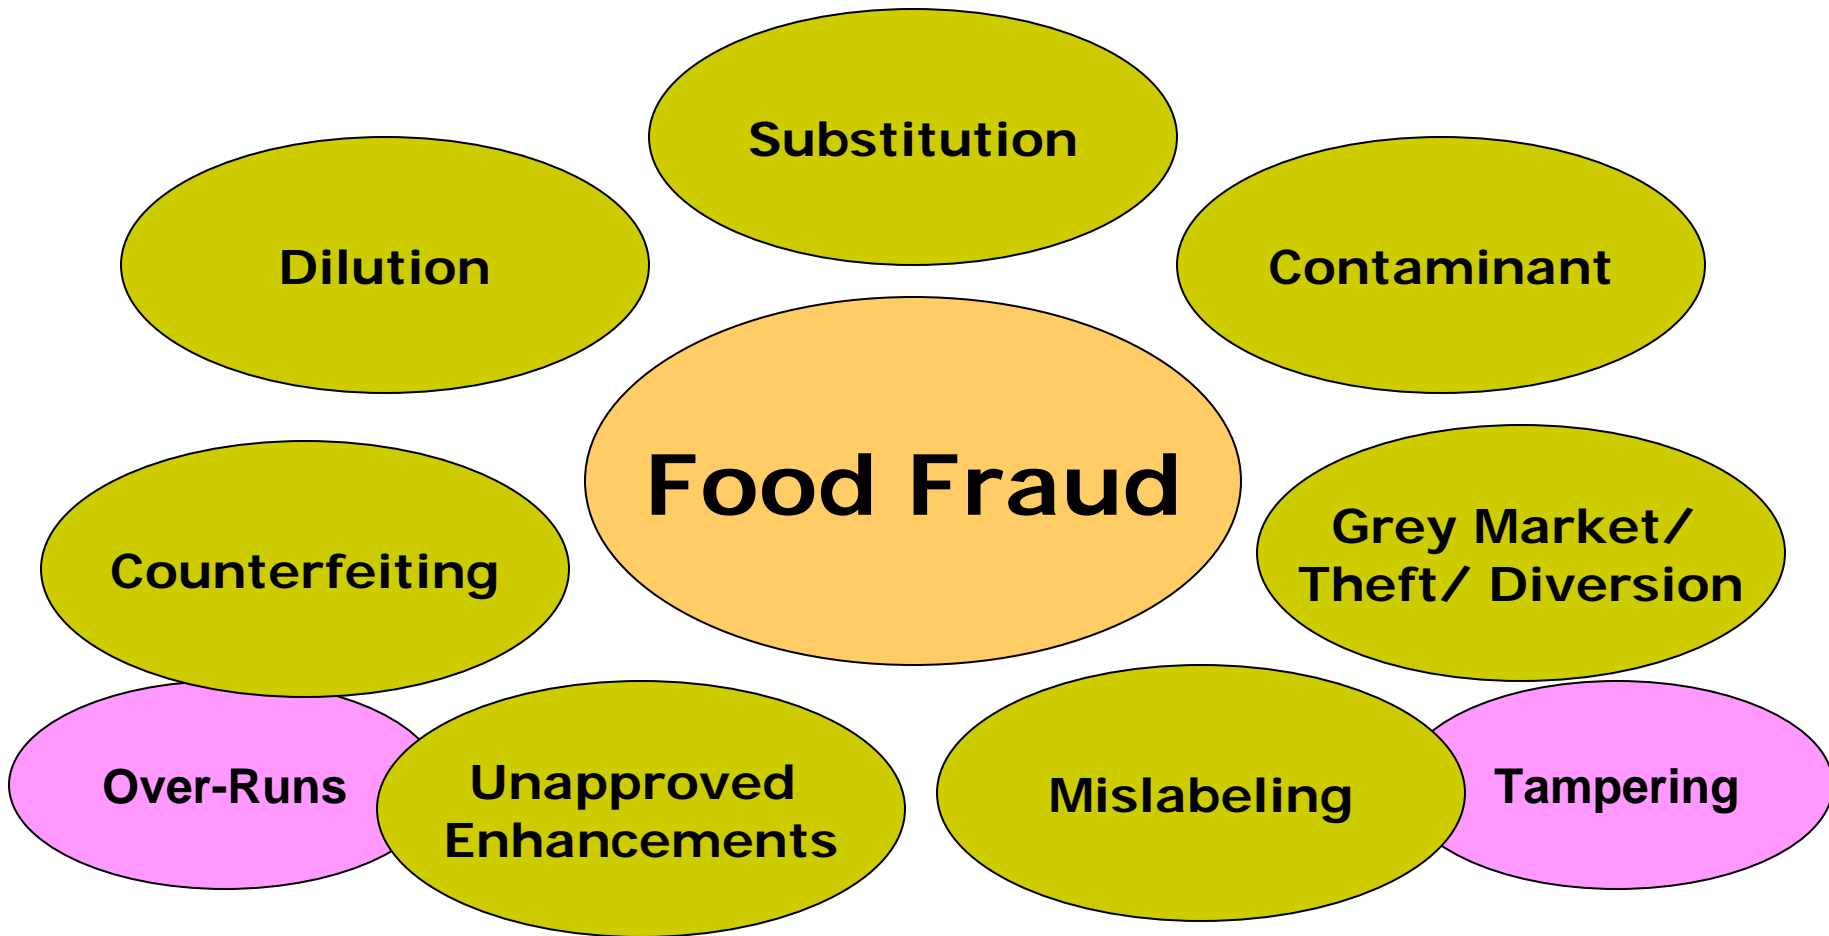 Substitution
Dilution
Contaminant
Food Fraud
Grey Market/
Theft/ Diversion
Counterfeiting
Over-Runs
Unapproved
Enhancements
Mislabeling
Tampering